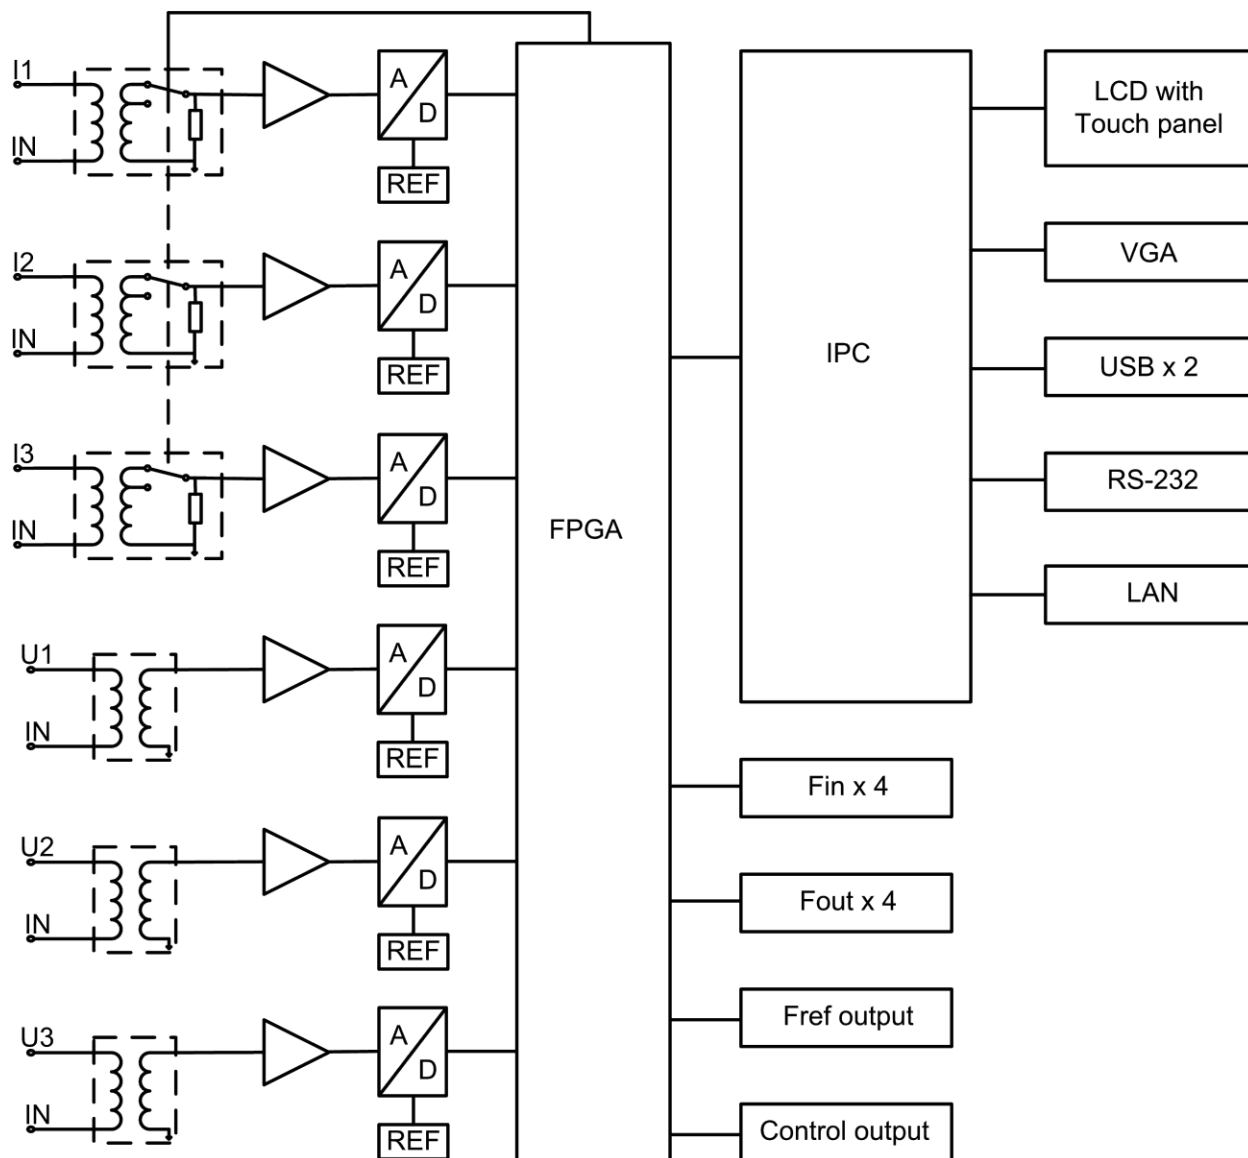 I1
IN
A
D
REF
I2
IN
A
D
REF
I3
IN
A
D
REF
U1
IN
A
D
REF
U2
IN
A
D
REF
U3
IN
A
D
REF
FPGA
IPC
LCD with
Touch panel
VGA
USB x 2
RS-232
LAN
Fin x 4
Fout x 4
Fref output
Control output